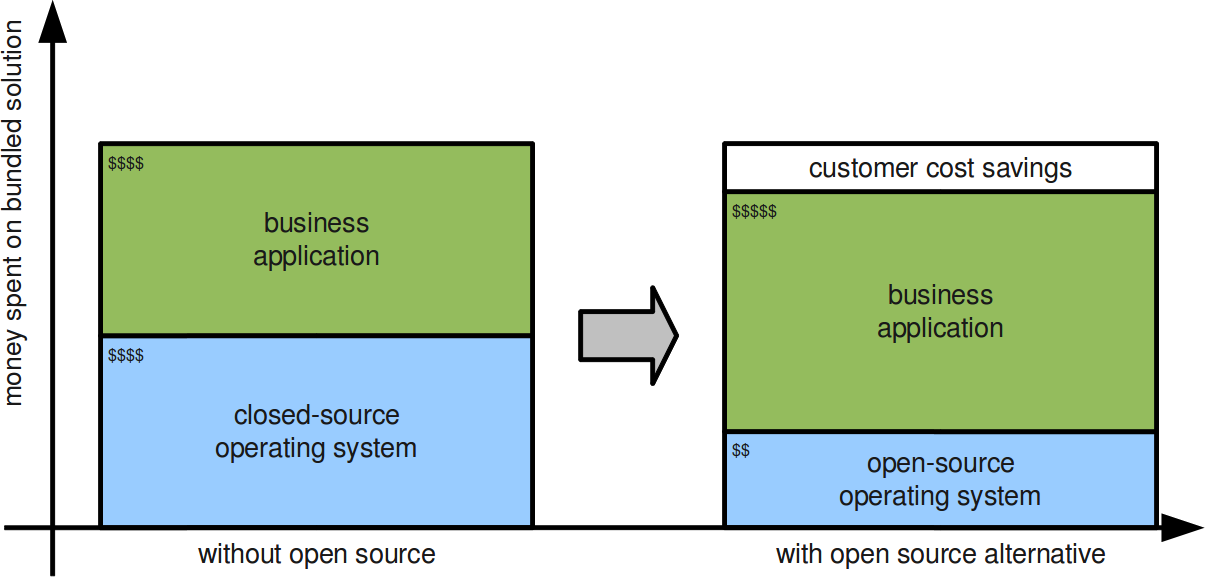 money spent on bundled solution
$$$$
business
application
$$$$
closed-source
operating system
without open source
customer cost savings
$$$$$
business
application
$$
open-source
operating system
with open source alternative